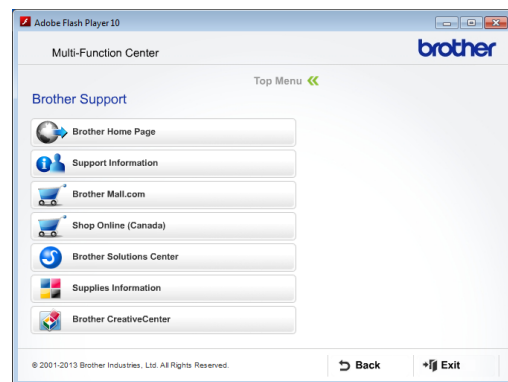 Adobe Flash Player 10
Multi-Function Center
brother
Top Menu
Brother Support
Brother Home Page
Support Information
Brother Mall.com
Shop Online (Canada)
Brother Solutions Center
Supplies Information
Brother CreativeCenter
© 2001-2013 Brother Industries, Ltd. All Rights Reserved.
Back
Exit